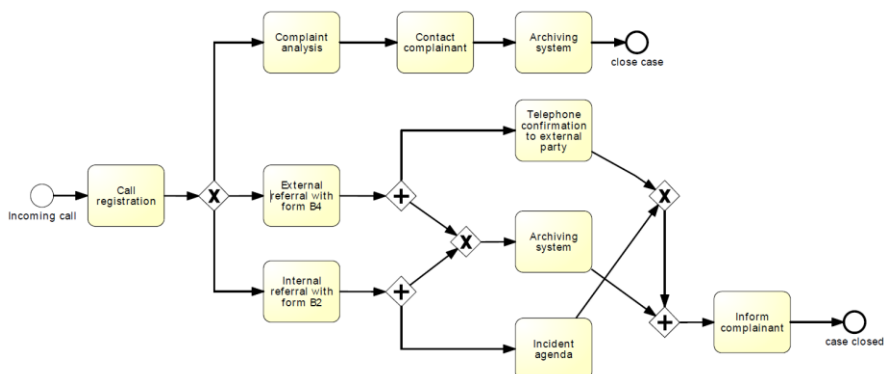 Complaint
analysis
Contact
complainant
Archiving
system
close case
Telephone
confirmation
to external
party
Incoming call
Call
registration
X
External
referral with
form B4
+
X
X
Archiving
system
Internal
referral with
form B2
+
Incident
agenda
+
Inform
complainant
case closed